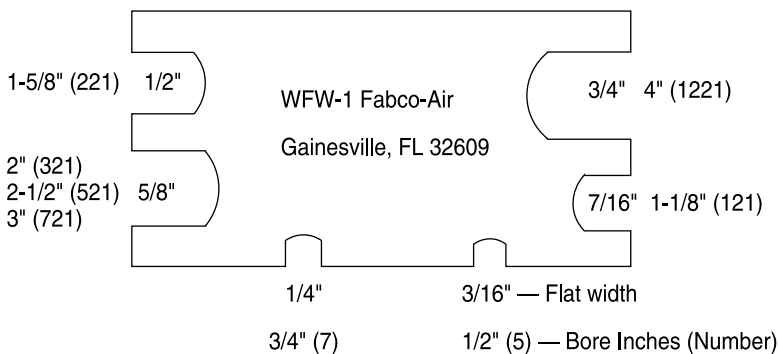 1-5/8" (221) 1/2"
WFW-1 Fabco-Air
3/4" 4" (1221)
Gainesville, FL 32609
2" (321)
2-1/2" (521) 5/8"
3" (721)
7/16" 1-1/8" (121)
1/4" 3/16" — Flat width
3/4" (7) 1/2" (5) — Bore Inches (Number)